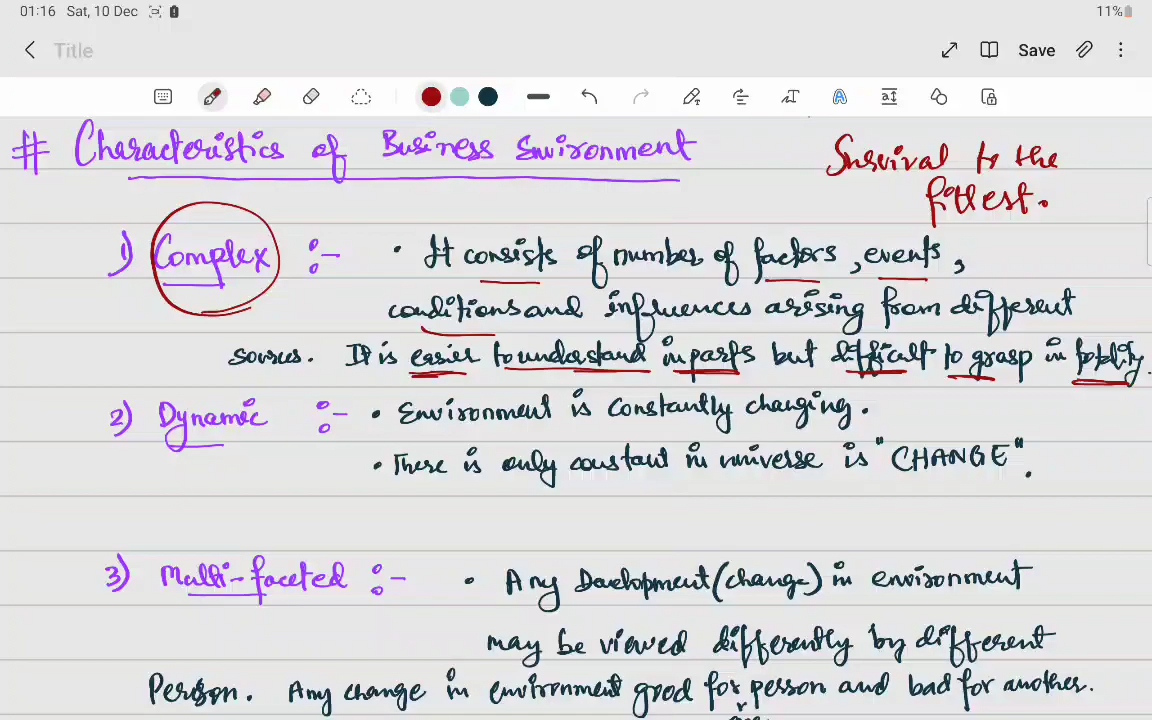 01:16 Sat, 10 Dec
11%
Title
Save
# Characteristics of Business Environment
Survival to the
fittest.
1) Complex :- • It consists of number of factors, events,
conditions and influences arising from different
sources. It is easier to understand in parts but difficult to grasp in totality.
2) Dynamic :- • Environment is constantly changing.
• There is only constant in universe is "CHANGE".
3) Multi-faceted :- • Any Development (change) in environment
may be viewed differently by different
Person. Any change in environment good for person and bad for another.